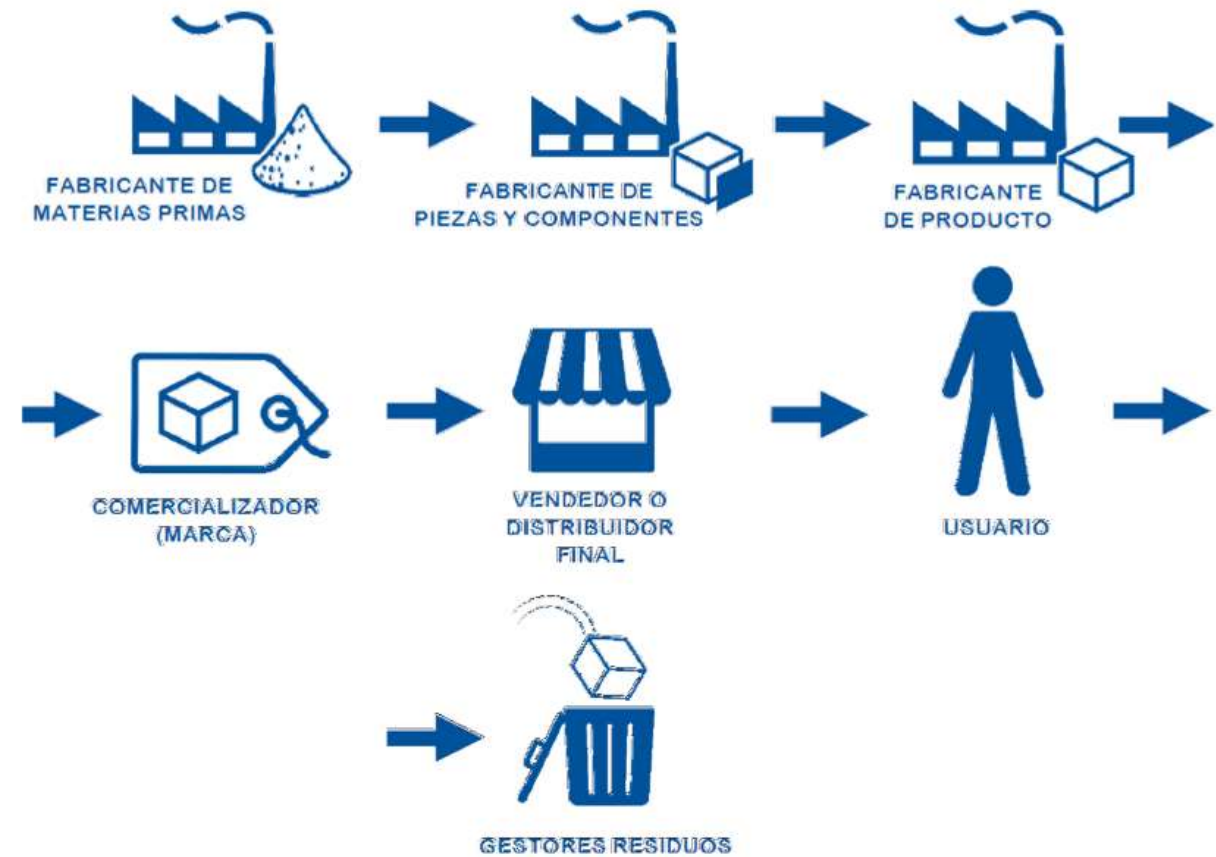 FABRICANTE DE
MATERIAS PRIMAS
FABRICANTE DE
PIEZAS Y COMPONENTES
FABRICANTE
DE PRODUCTO
COMERCIALIZADOR
(MARCA)
VENDEDOR O
DISTRIBUIDOR
FINAL
USUARIO
GESTORES RESIDUOS